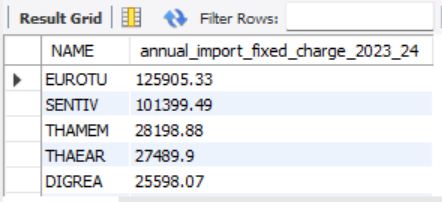 Result Grid Filter Rows:
NAME annual_import_fixed_charge_2023_24
EUROTU 125905.33
SENTIV 101399.49
THAMEM 28198.88
THAEAR 27489.9
DIGREA 25598.07